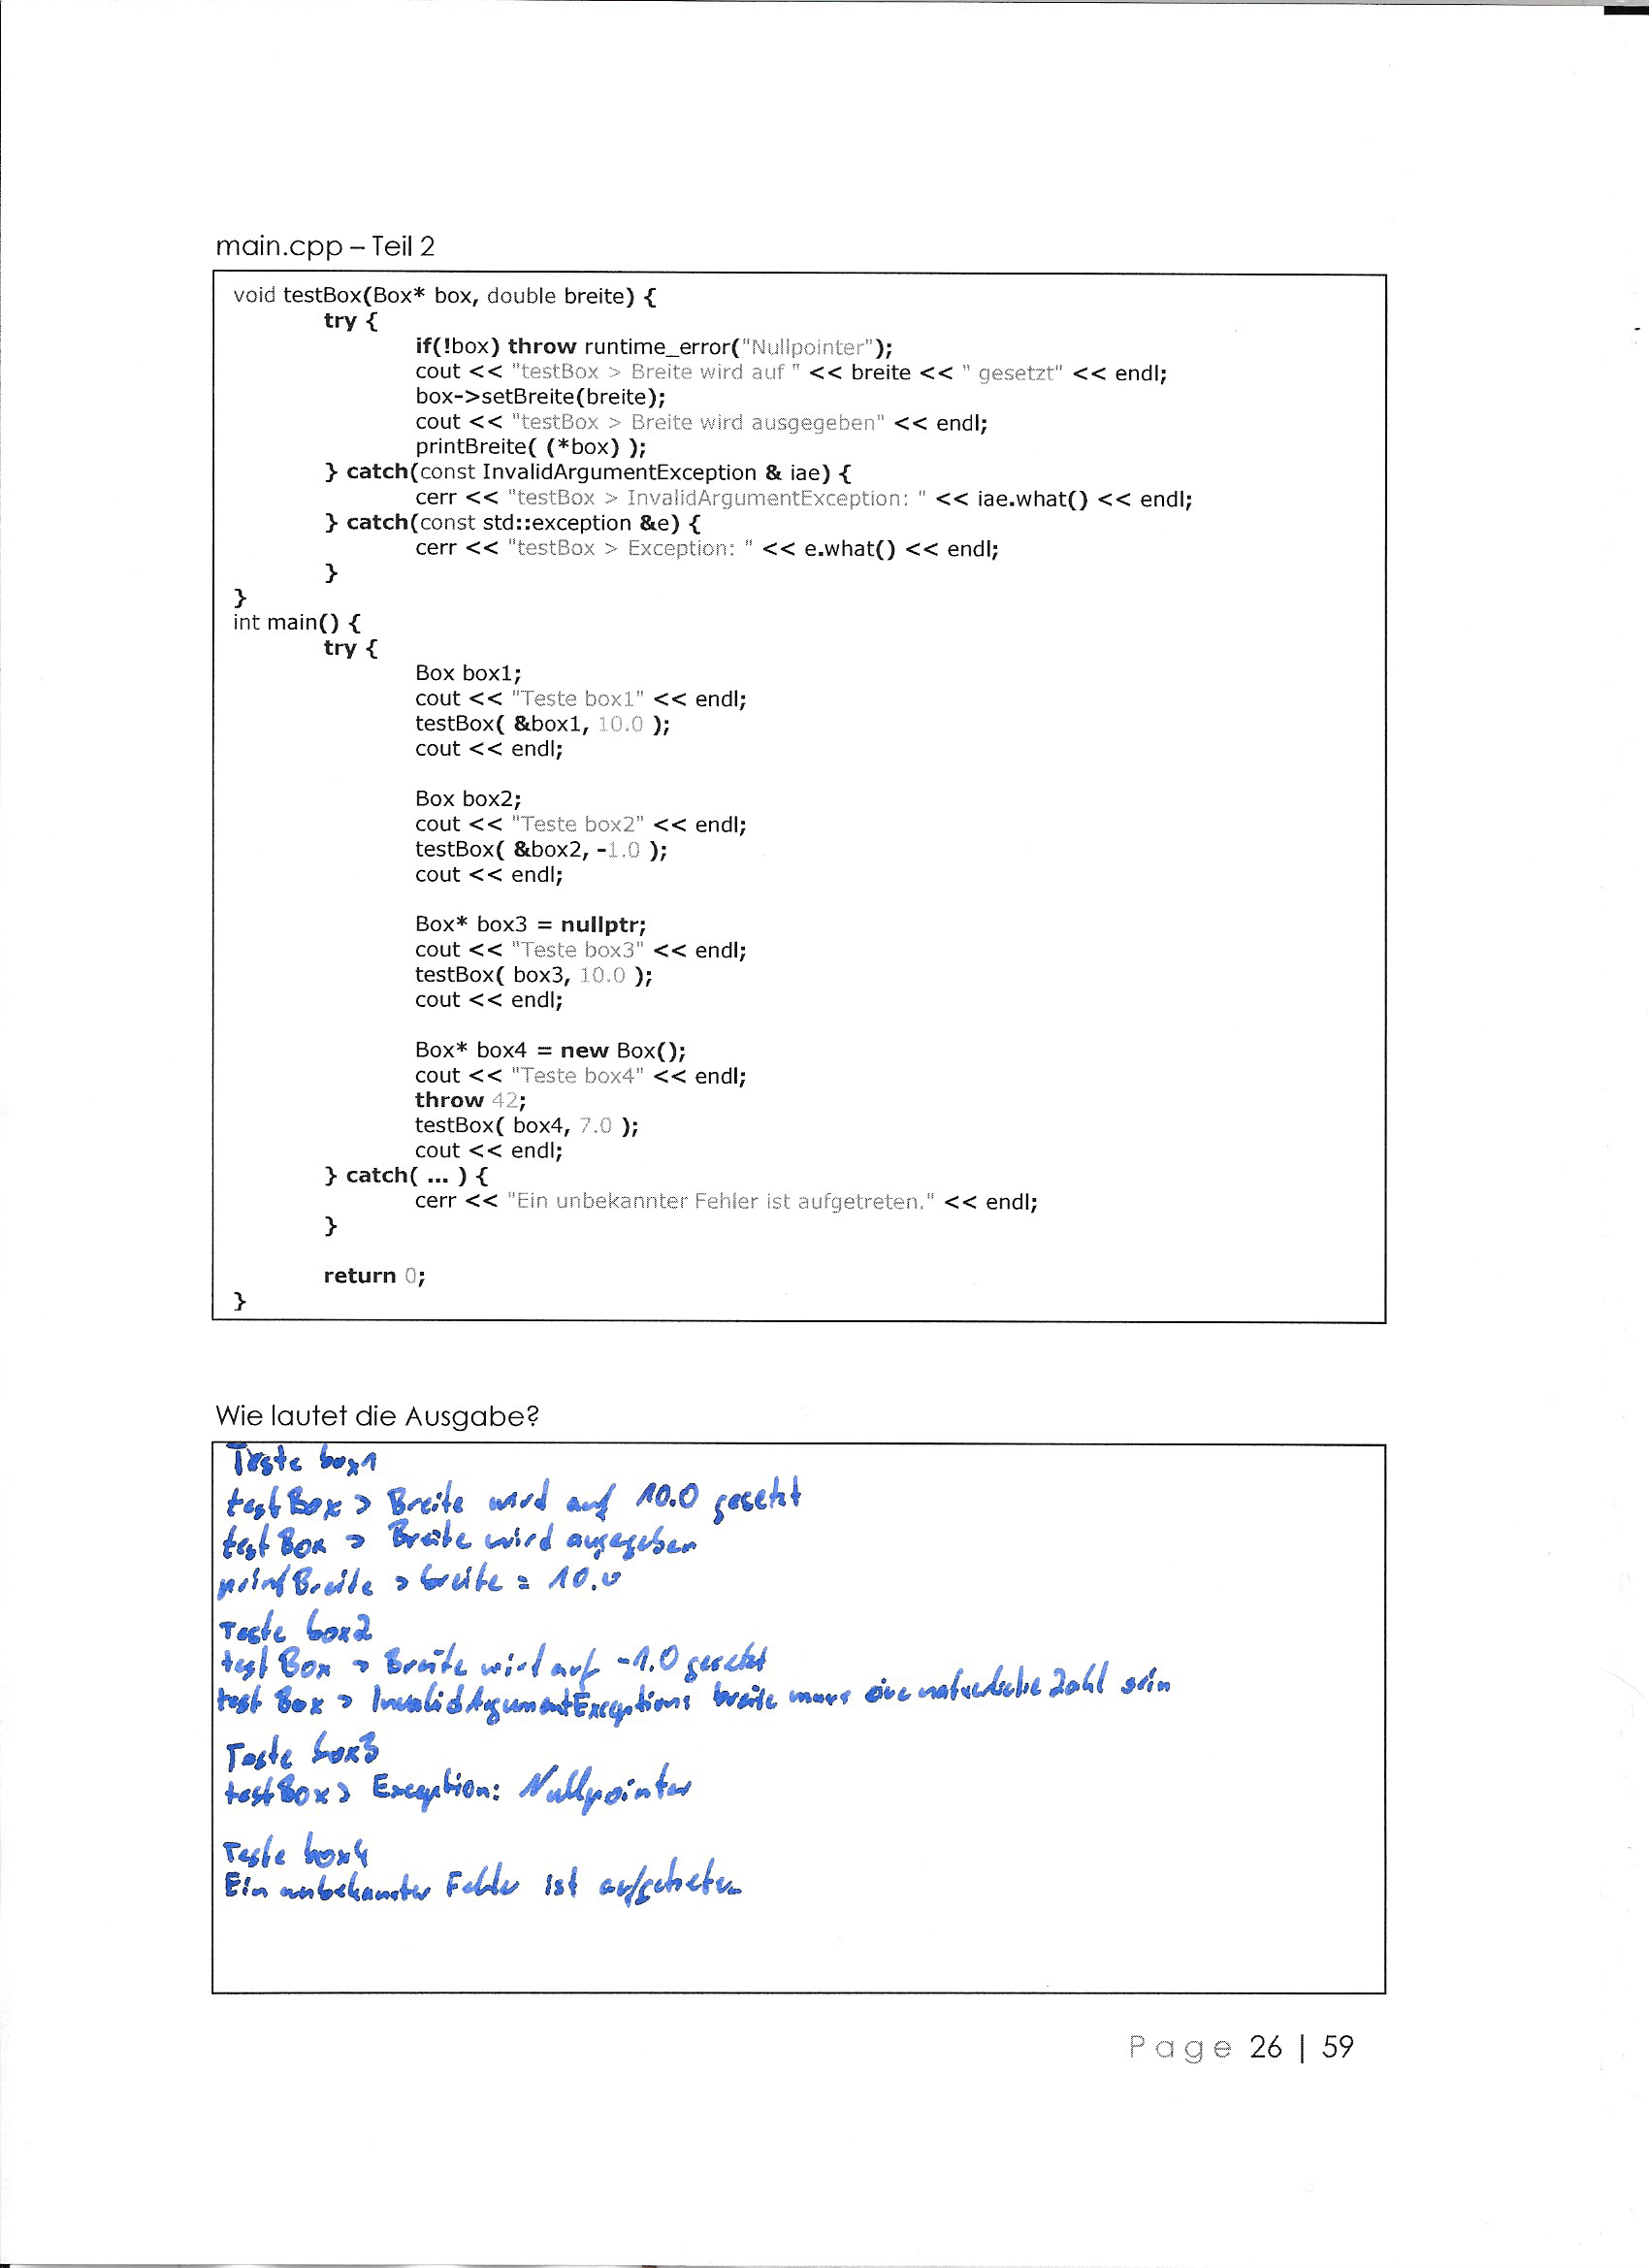 main.cpp – Teil 2
void testBox(Box* box, double breite) {
try {
if(!box) throw runtime_error("Nullpointer");
cout << "testBox > Breite wird auf " << breite << " gesetzt" << endl;
box->setBreite(breite);
cout << "testBox > Breite wird ausgegeben" << endl;
printBreite( (*box) );
} catch(const InvalidArgumentException & iae) {
cerr << "testBox > InvalidArgumentException: " << iae.what() << endl;
} catch(const std::exception &e) {
cerr << "testBox > Exception: " << e.what() << endl;
}
}
int main() {
try {
Box box1;
cout << "Teste box1" << endl;
testBox( &box1, 10.0 );
cout << endl;
Box box2;
cout << "Teste box2" << endl;
testBox( &box2, -1.0 );
cout << endl;
Box* box3 = nullptr;
cout << "Teste box3" << endl;
testBox( box3, 10.0 );
cout << endl;
Box* box4 = new Box();
cout << "Teste box4" << endl;
throw 42;
testBox( box4, 7.0 );
cout << endl;
} catch( ... ) {
cerr << "Ein unbekannter Fehler ist aufgetreten." << endl;
}
return 0;
}
Wie lautet die Ausgabe?
Teste box1
testBox > Breite wird auf 10.0 gesetzt
testBox > Breite wird ausgegeben
printBreite > breite = 10.0
Teste box2
testBox > Breite wird auf -1.0 gesetzt
testBox > InvalidArgumentException: breite muss eine natuerliche Zahl sein
Teste box3
testBox > Exception: Nullpointer
Teste box4
Ein unbekannter Fehler ist aufgetreten
Page 26 | 59